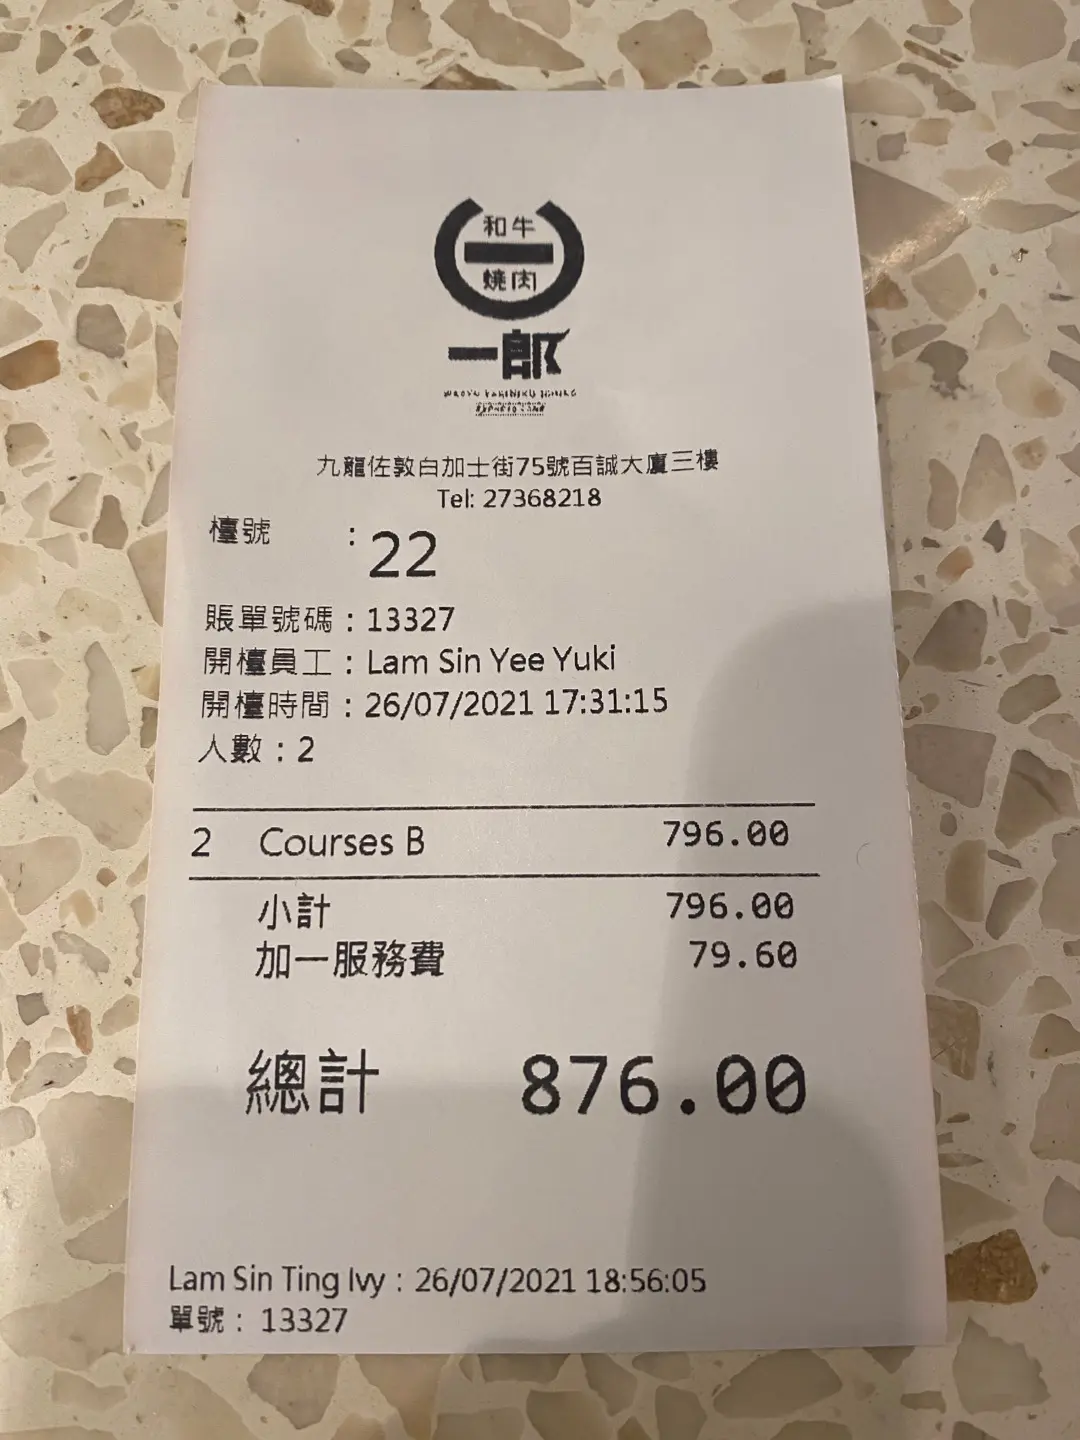 和牛
燒肉
一郎
九龍佐敦白加士街75號百誠大廈三樓
Tel: 27368218
檯號 : 22
賬單號碼 : 13327
開檯員工 : Lam Sin Yee Yuki
開檯時間 : 26/07/2021 17:31:15
人數 : 2
2 Courses B 796.00
小計 796.00
加一服務費 79.60
總計 876.00
Lam Sin Ting Ivy : 26/07/2021 18:56:05
單號 : 13327